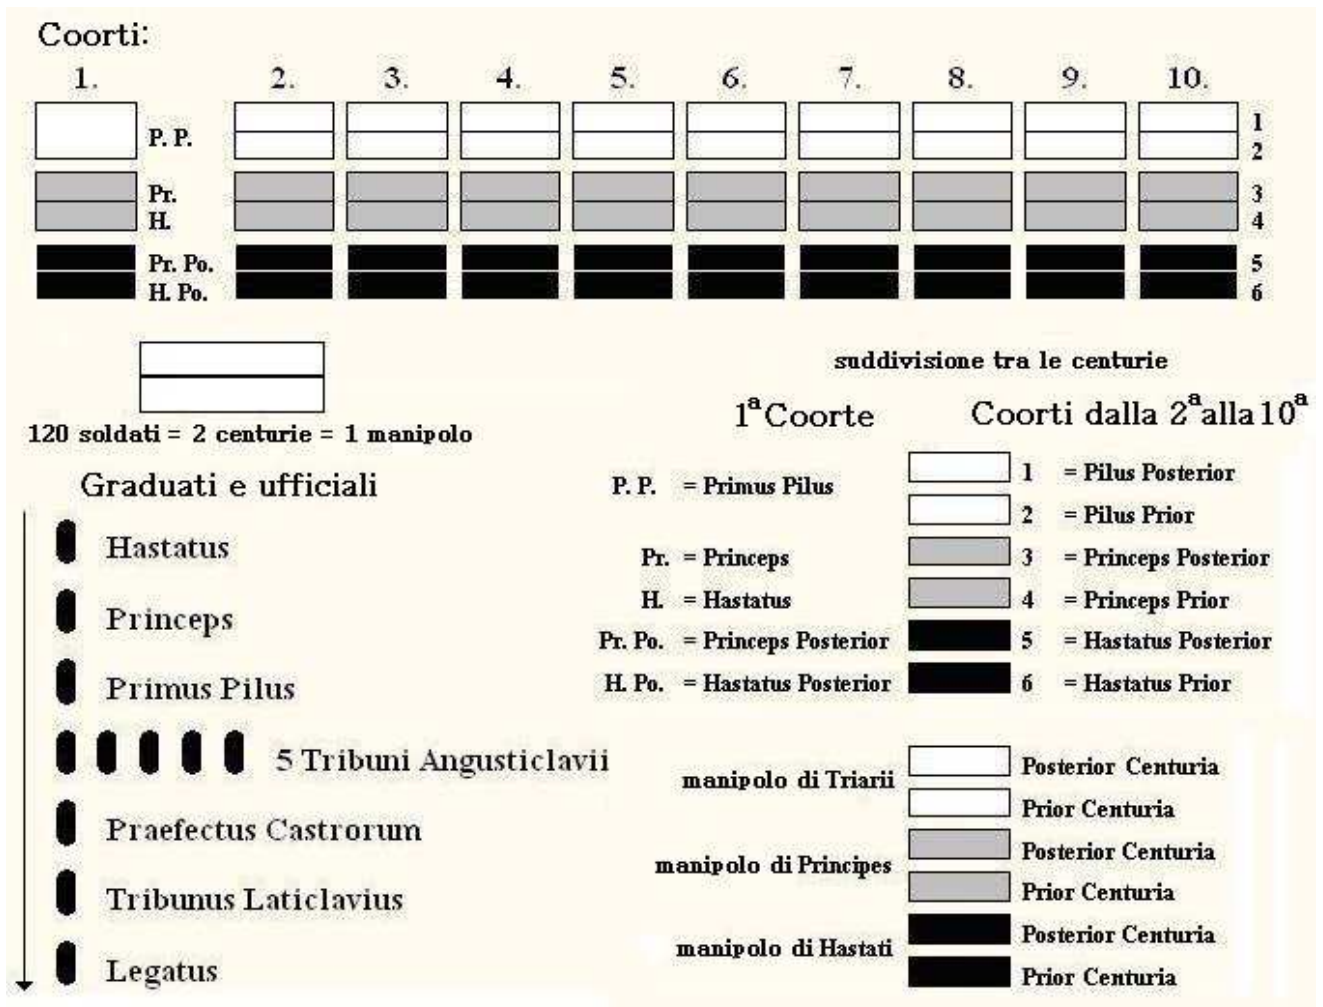 Coorti:
1. 2. 3. 4. 5. 6. 7. 8. 9. 10.
P. P.
1
2
Pr.
H.
3
4
Pr. Po.
H. Po.
5
6
120 soldati = 2 centurie = 1 manipolo
Graduati e ufficiali
Hastatus
Princeps
Primus Pilus
5 Tribuni Angusticlavii
Praefectus Castrorum
Tribunus Laticlavius
Legatus
suddivisione tra le centurie
1ª Coorte
P. P. = Primus Pilus
Pr. = Princeps
H. = Hastatus
Pr. Po. = Princeps Posterior
H. Po. = Hastatus Posterior
Coorti dalla 2ª alla 10ª
1 = Pilus Posterior
2 = Pilus Prior
3 = Princeps Posterior
4 = Princeps Prior
5 = Hastatus Posterior
6 = Hastatus Prior
manipolo di Triarii
Posterior Centuria
Prior Centuria
manipolo di Principes
Posterior Centuria
Prior Centuria
manipolo di Hastati
Posterior Centuria
Prior Centuria